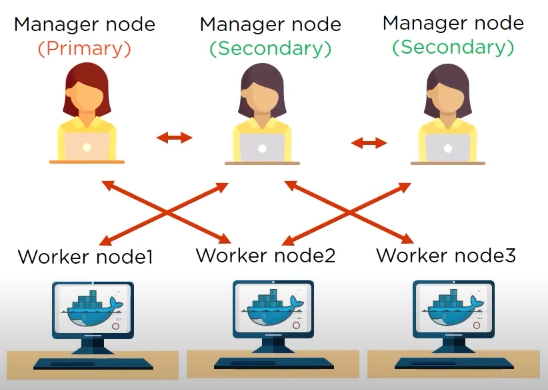 Manager node
(Primary)
Manager node
(Secondary)
Manager node
(Secondary)
Worker node1
Worker node2
Worker node3